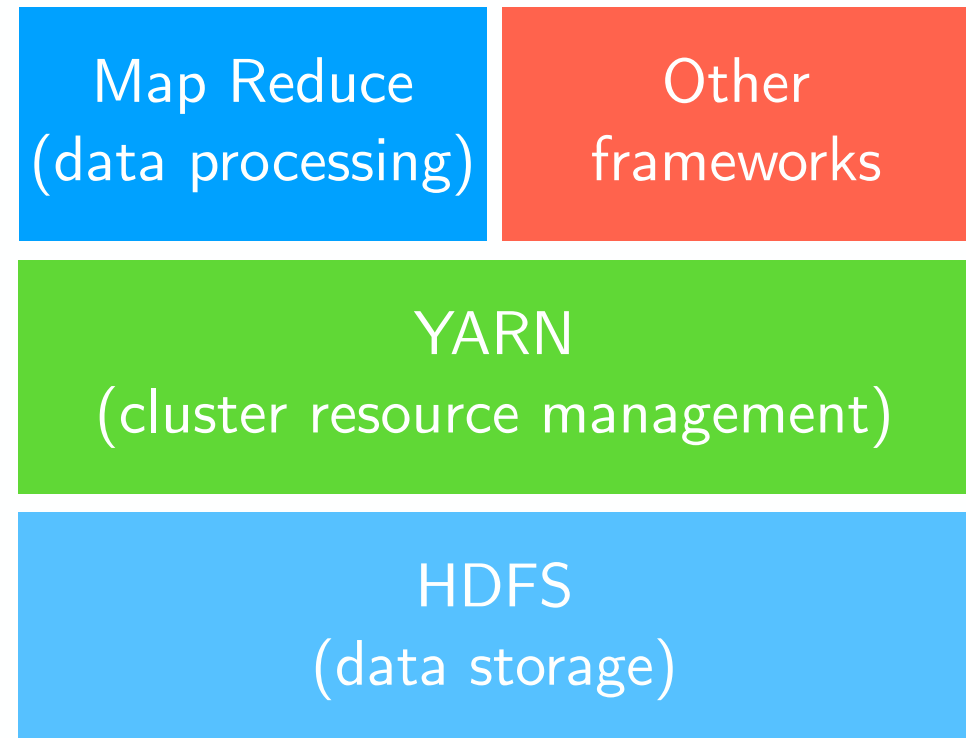 Map Reduce
(data processing)
Other
frameworks
YARN
(cluster resource management)
HDFS
(data storage)